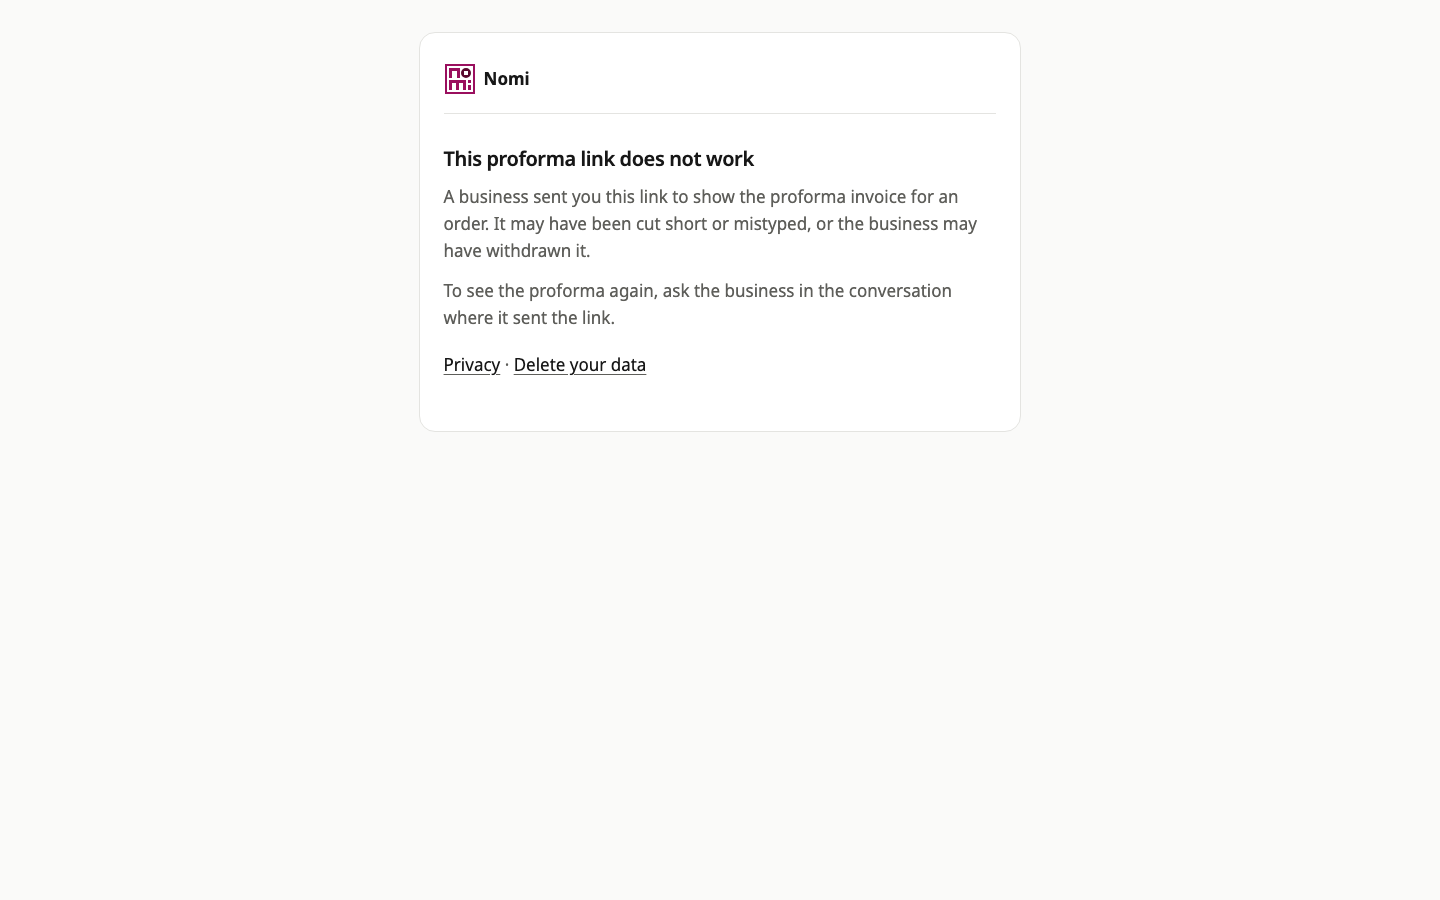 nomi Nomi
This proforma link does not work
A business sent you this link to show the proforma invoice for an
order. It may have been cut short or mistyped, or the business may
have withdrawn it.
To see the proforma again, ask the business in the conversation
where it sent the link.
Privacy · Delete your data